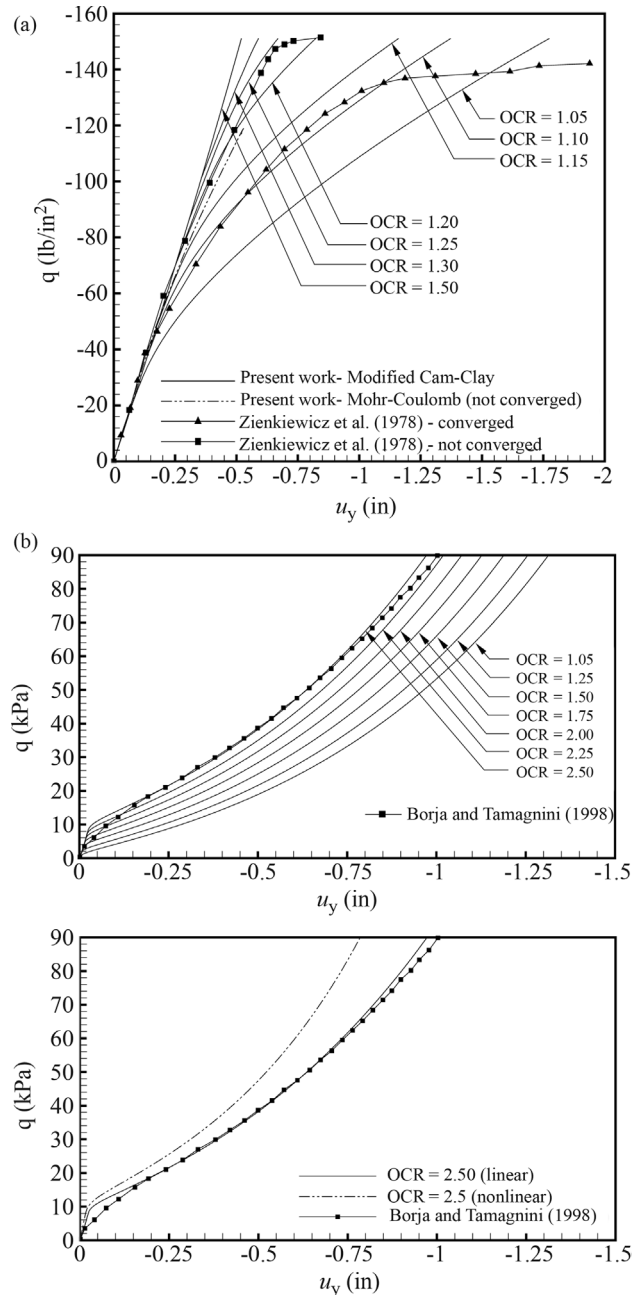 (a)
q (lb/in²)
-160
-140
-120
-100
-80
-60
-40
-20
0
OCR = 1.05
OCR = 1.10
OCR = 1.15
OCR = 1.20
OCR = 1.25
OCR = 1.30
OCR = 1.50
Present work- Modified Cam-Clay
Present work- Mohr-Coulomb (not converged)
Zienkiewicz et al. (1978) - converged
Zienkiewicz et al. (1978) - not converged
0 -0.25 -0.5 -0.75 -1 -1.25 -1.5 -1.75 -2
uy (in)
(b)
q (kPa)
90
80
70
60
50
40
30
20
10
0
OCR = 1.05
OCR = 1.25
OCR = 1.50
OCR = 1.75
OCR = 2.00
OCR = 2.25
OCR = 2.50
Borja and Tamagnini (1998)
0 -0.25 -0.5 -0.75 -1 -1.25 -1.5
uy (in)
q (kPa)
90
80
70
60
50
40
30
20
10
0
OCR = 2.50 (linear)
OCR = 2.5 (nonlinear)
Borja and Tamagnini (1998)
0 -0.25 -0.5 -0.75 -1 -1.25 -1.5
uy (in)